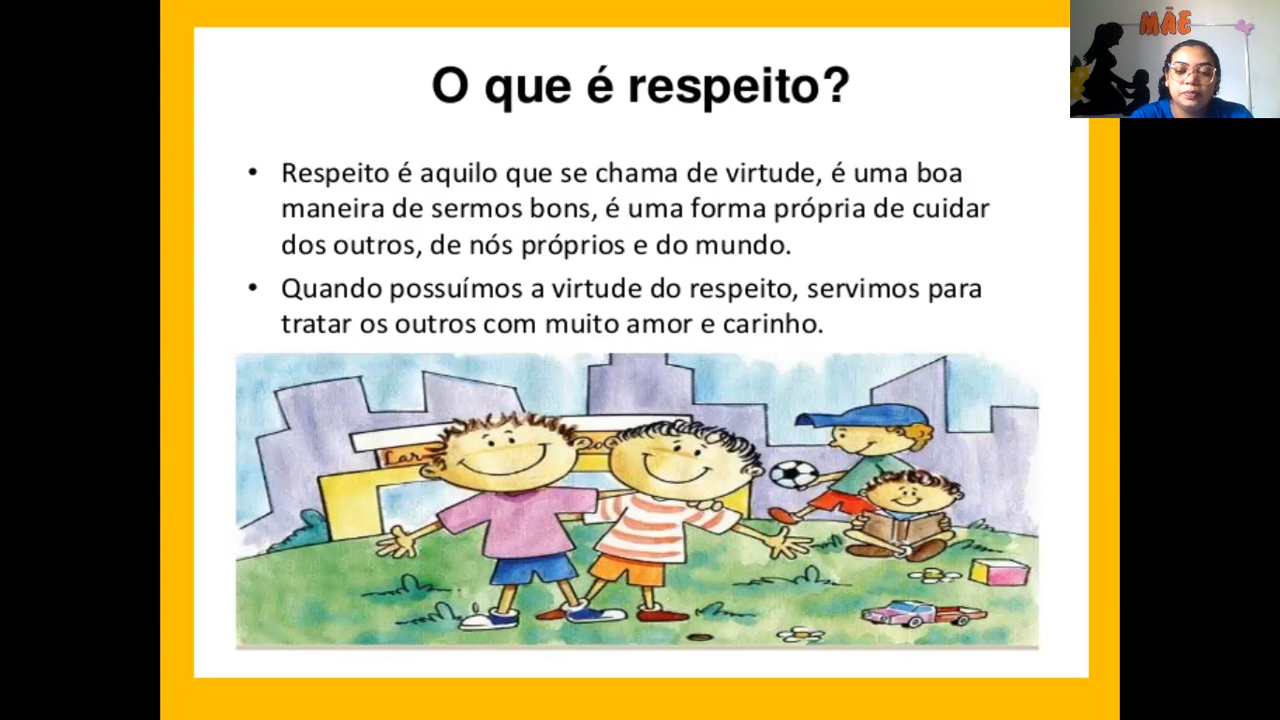 O que é respeito?
MÃE
• Respeito é aquilo que se chama de virtude, é uma boa
maneira de sermos bons, é uma forma própria de cuidar
dos outros, de nós próprios e do mundo.
• Quando possuímos a virtude do respeito, servimos para
tratar os outros com muito amor e carinho.
Lar